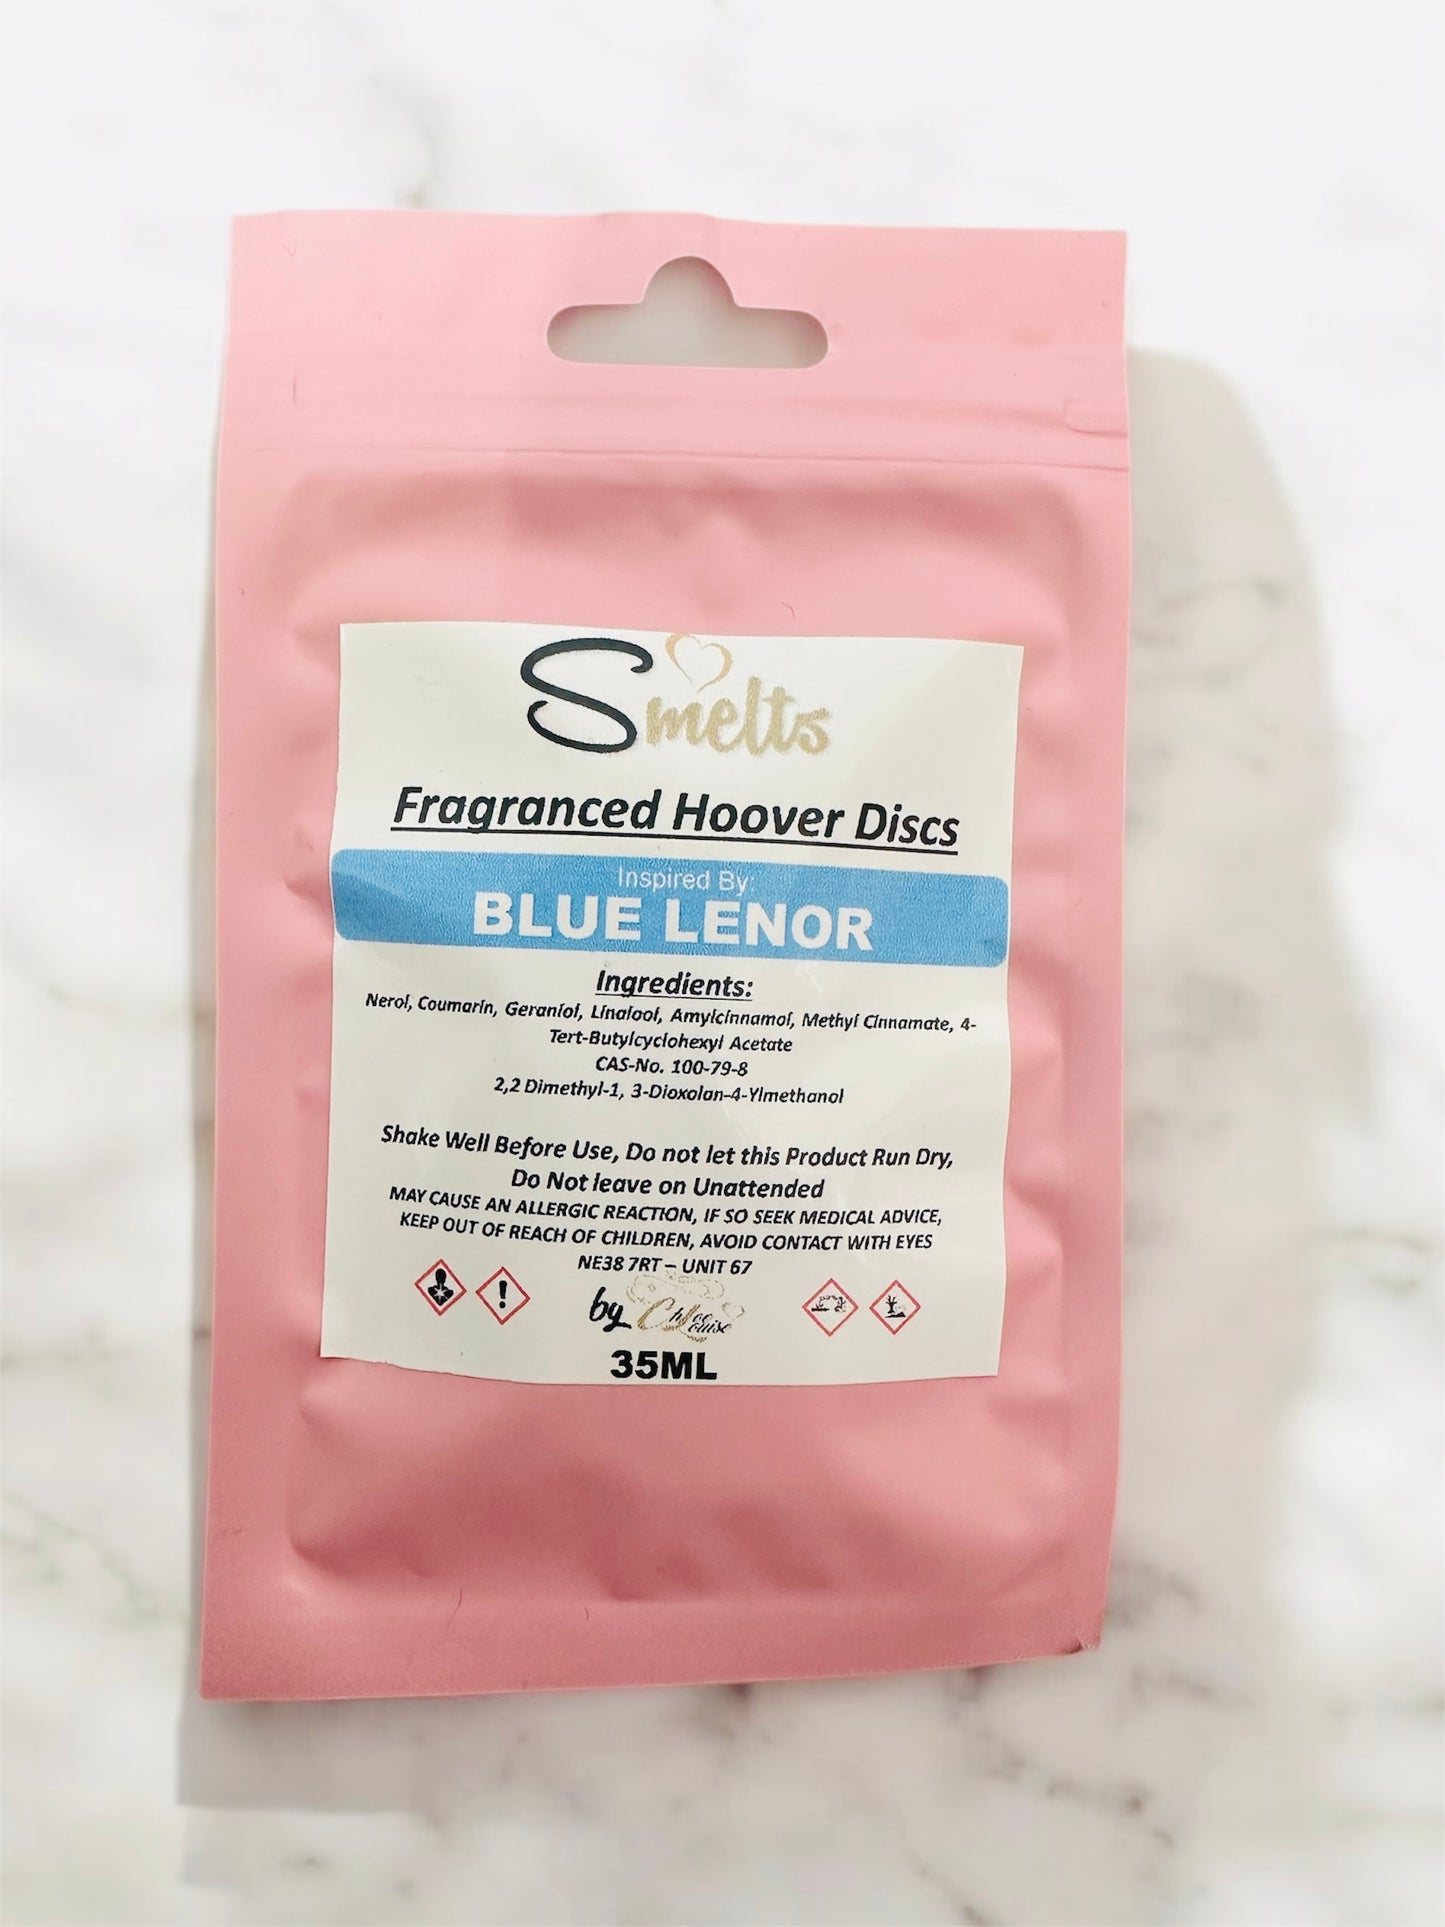 Smelts
Fragranced Hoover Discs
Inspired By:
BLUE LENOR
Ingredients:
Nerol, Coumarin, Geraniol, Linalool, Amylcinnamol, Methyl Cinnamate, 4-
Tert-Butylcyclohexyl Acetate
CAS-No. 100-79-8
2,2 Dimethyl-1, 3-Dioxolan-4-Ylmethanol
Shake Well Before Use, Do not let this Product Run Dry,
Do Not leave on Unattended
MAY CAUSE AN ALLERGIC REACTION, IF SO SEEK MEDICAL ADVICE,
KEEP OUT OF REACH OF CHILDREN, AVOID CONTACT WITH EYES
NE38 7RT – UNIT 67
by Chloe Louise
35ML